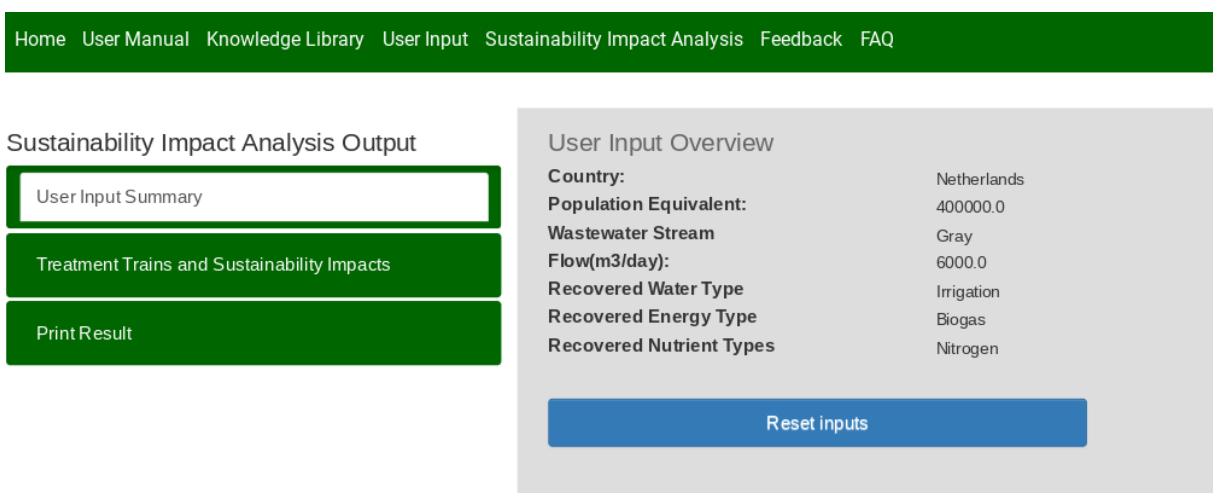 Home User Manual Knowledge Library User Input Sustainability Impact Analysis Feedback FAQ
Sustainability Impact Analysis Output
User Input Summary
Treatment Trains and Sustainability Impacts
Print Result
User Input Overview
Country: Netherlands
Population Equivalent: 400000.0
Wastewater Stream Gray
Flow(m3/day): 6000.0
Recovered Water Type Irrigation
Recovered Energy Type Biogas
Recovered Nutrient Types Nitrogen
Reset inputs